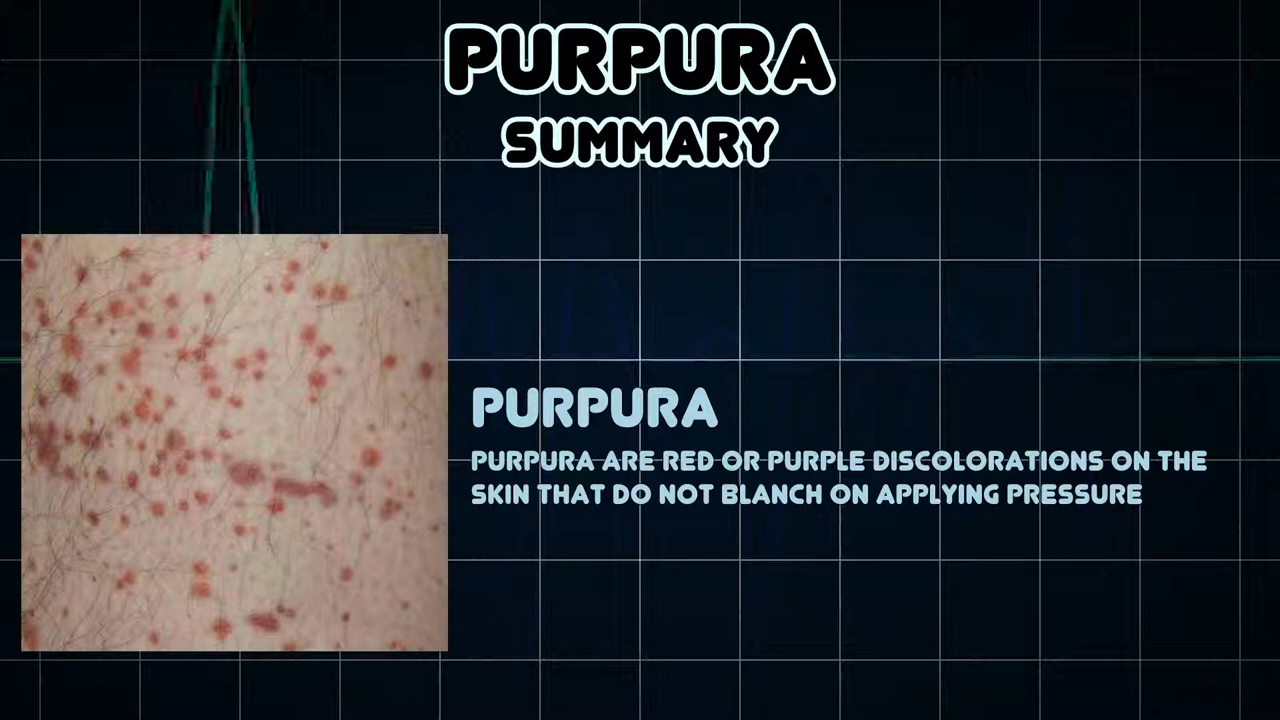 PURPURA
SUMMARY
PURPURA
PURPURA ARE RED OR PURPLE DISCOLORATIONS ON THE
SKIN THAT DO NOT BLANCH ON APPLYING PRESSURE